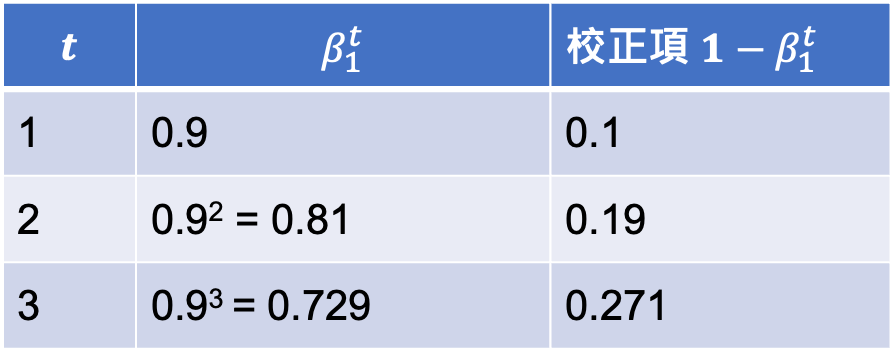 t β₁ᵗ 校正項 1 − β₁ᵗ
1 0.9 0.1
2 0.9² = 0.81 0.19
3 0.9³ = 0.729 0.271